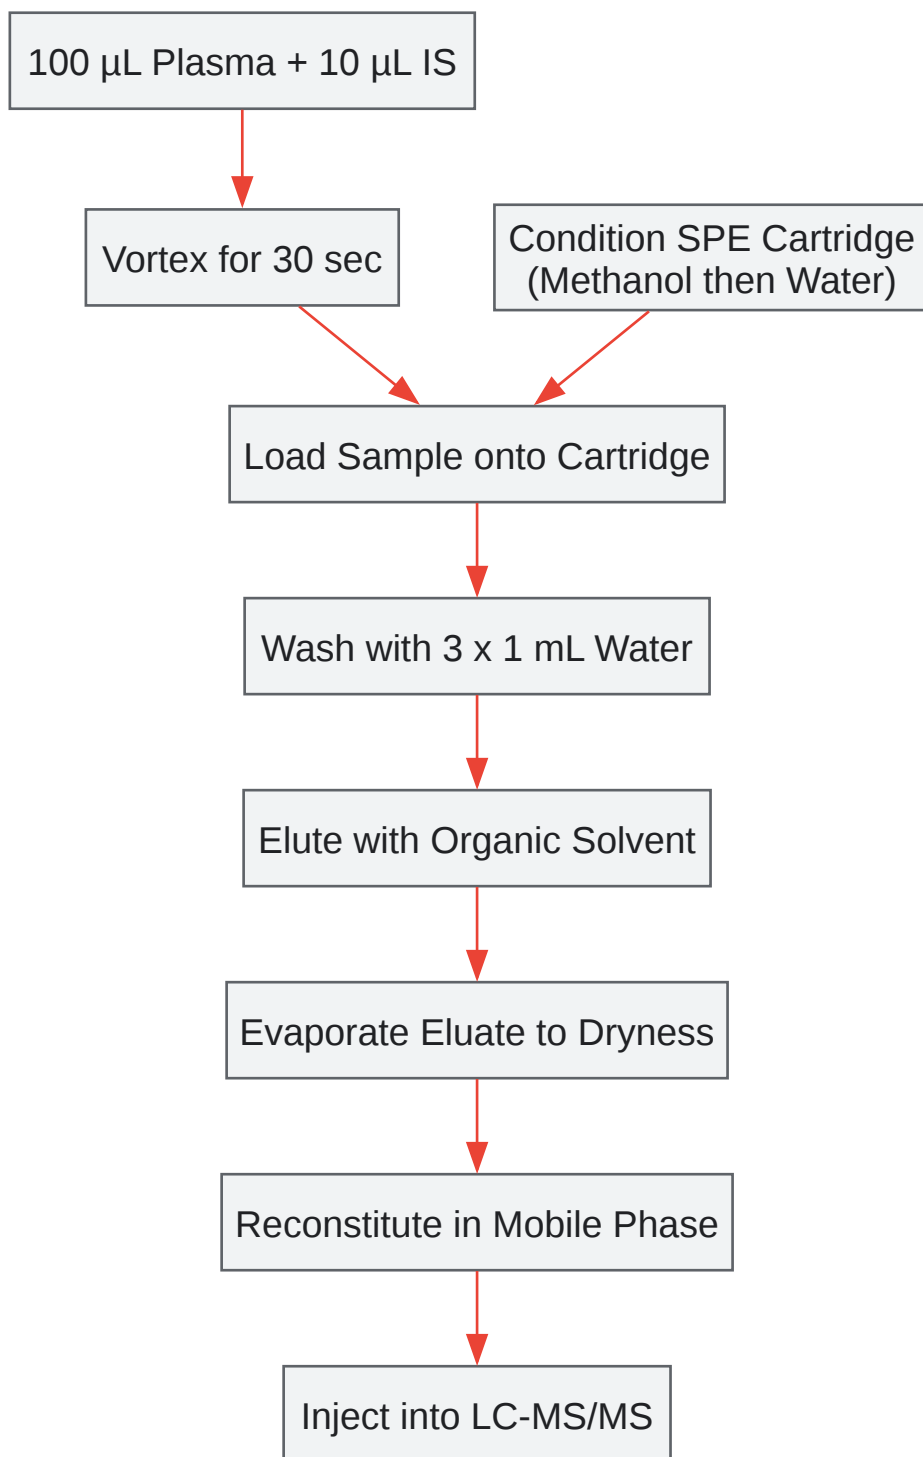 100 µL Plasma + 10 µL IS
Vortex for 30 sec
Condition SPE Cartridge
(Methanol then Water)
Load Sample onto Cartridge
Wash with 3 x 1 mL Water
Elute with Organic Solvent
Evaporate Eluate to Dryness
Reconstitute in Mobile Phase
Inject into LC-MS/MS